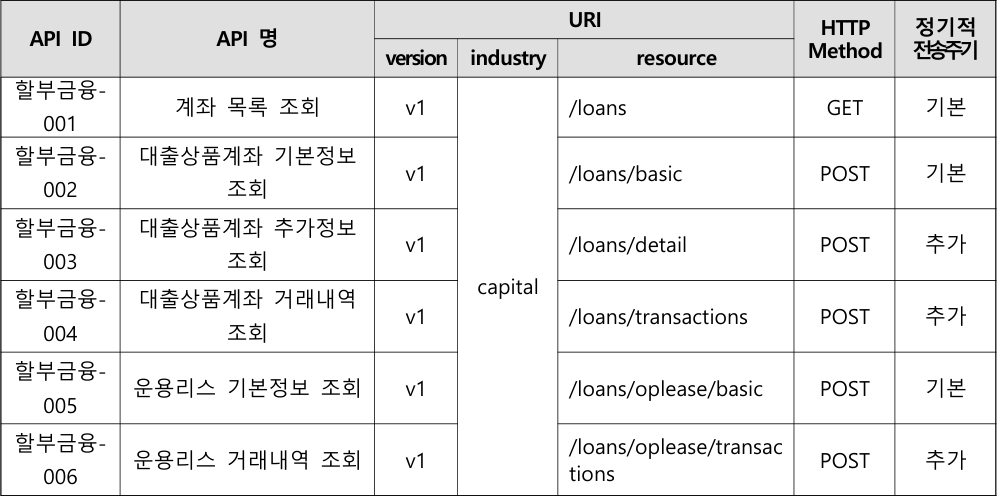 API ID
API 명
URI
HTTP
Method
정기적
전송주기
version
industry
resource
할부금융-
001
계좌 목록 조회
v1
/loans
GET
기본
할부금융-
002
대출상품계좌 기본정보
조회
v1
/loans/basic
POST
기본
할부금융-
003
대출상품계좌 추가정보
조회
v1
/loans/detail
POST
추가
capital
할부금융-
004
대출상품계좌 거래내역
조회
v1
/loans/transactions
POST
추가
할부금융-
005
운용리스 기본정보 조회
v1
/loans/oplease/basic
POST
기본
할부금융-
006
운용리스 거래내역 조회
v1
/loans/oplease/transac
tions
POST
추가